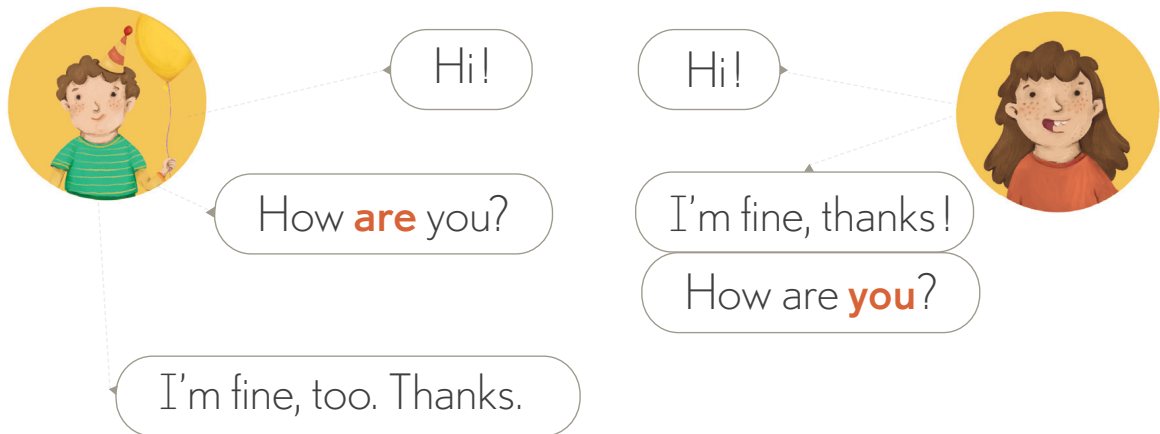 Hi!
Hi!
How are you?
I'm fine, thanks!
How are you?
I'm fine, too. Thanks.